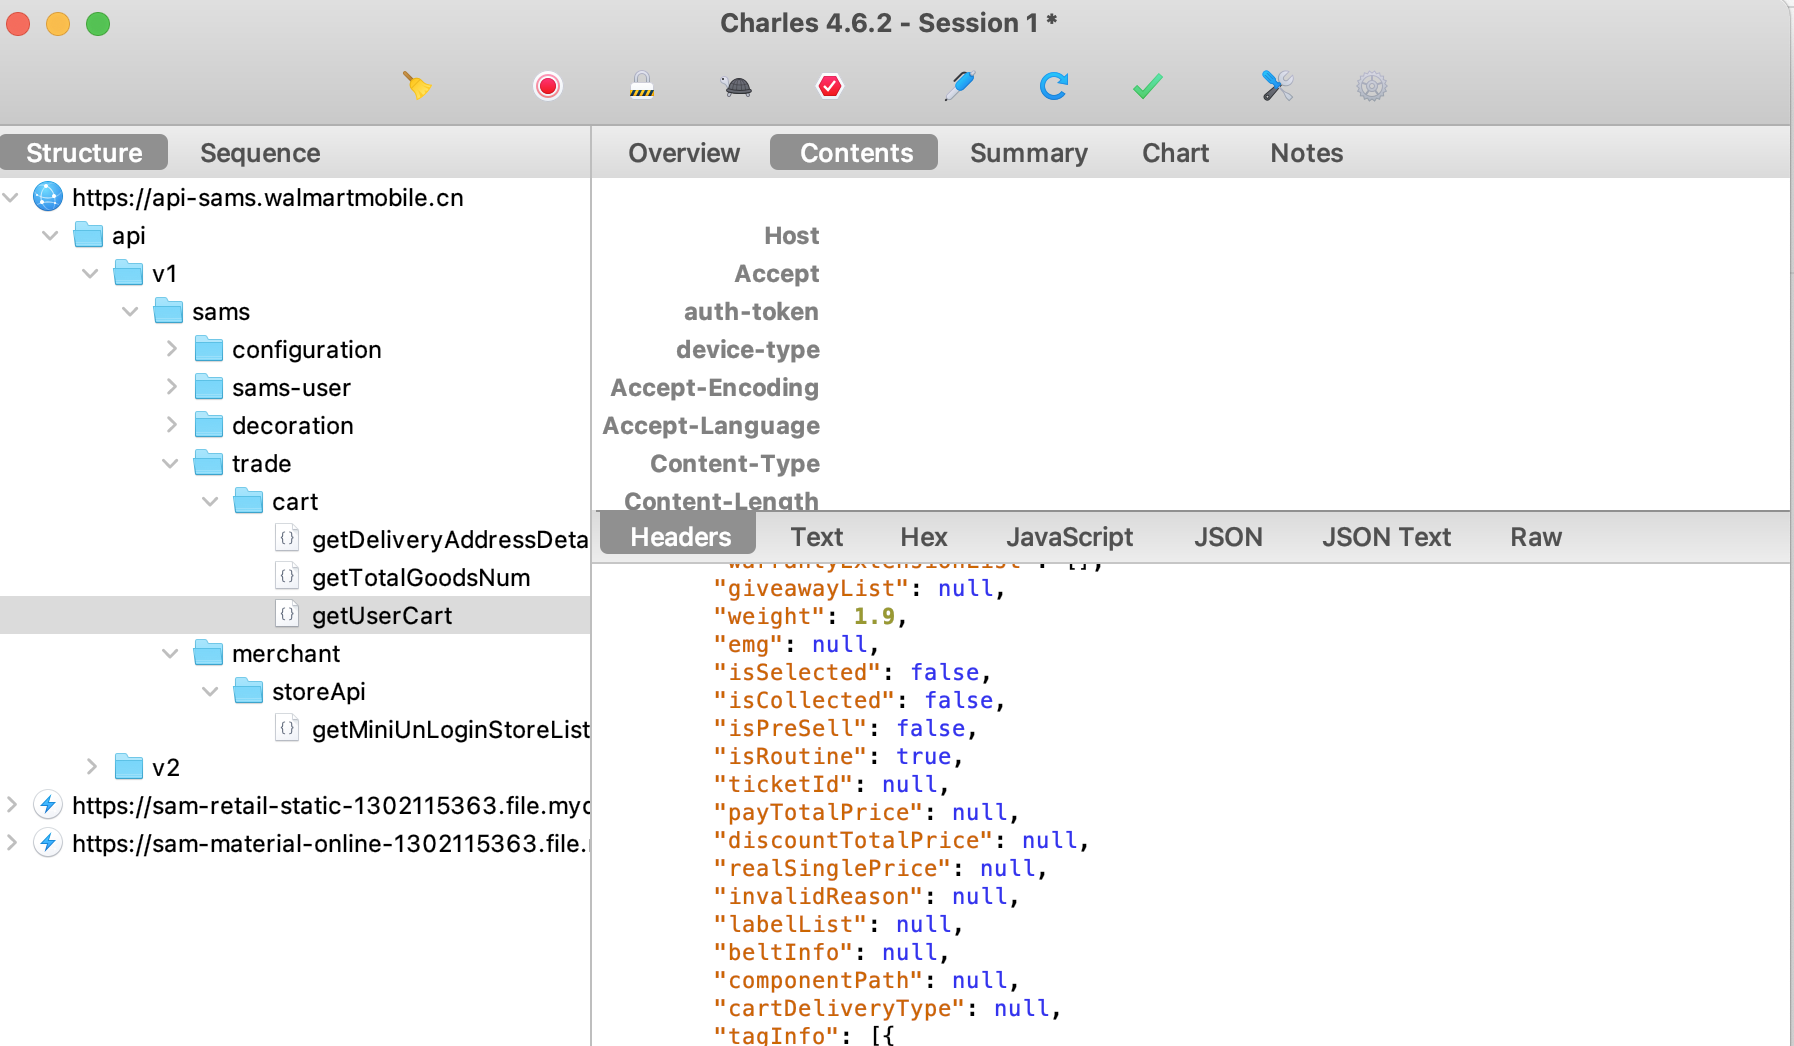 Charles 4.6.2 - Session 1 *
Structure
Sequence
Overview
Contents
Summary
Chart
Notes
https://api-sams.walmartmobile.cn
api
v1
sams
configuration
sams-user
decoration
trade
cart
getDeliveryAddressDeta
getTotalGoodsNum
getUserCart
merchant
storeApi
getMiniUnLoginStoreList
v2
https://sam-retail-static-1302115363.file.myc
https://sam-material-online-1302115363.file.
Host
Accept
auth-token
device-type
Accept-Encoding
Accept-Language
Content-Type
Content-Length
Headers
Text
Hex
JavaScript
JSON
JSON Text
Raw
"warrantyExtensionList": [],
"giveawayList": null,
"weight": 1.9,
"emg": null,
"isSelected": false,
"isCollected": false,
"isPreSell": false,
"isRoutine": true,
"ticketId": null,
"payTotalPrice": null,
"discountTotalPrice": null,
"realSinglePrice": null,
"invalidReason": null,
"labelList": null,
"beltInfo": null,
"componentPath": null,
"cartDeliveryType": null,
"tagInfo": [{